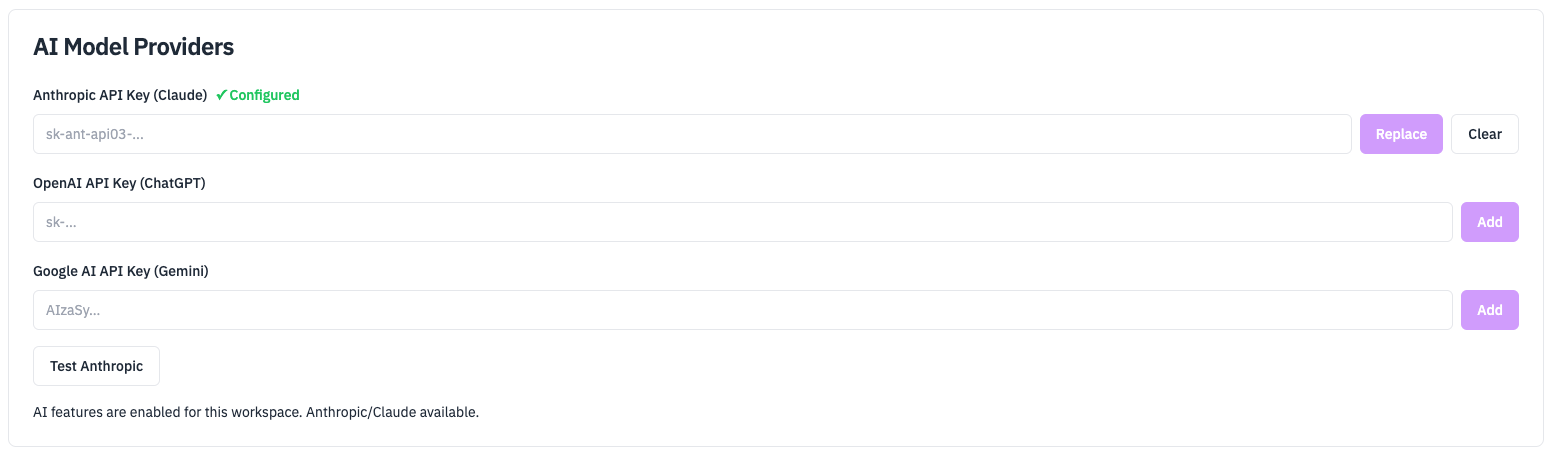 AI Model Providers
Anthropic API Key (Claude) ✓ Configured
sk-ant-api03-...
Replace
Clear
OpenAI API Key (ChatGPT)
sk-...
Add
Google AI API Key (Gemini)
AIzaSy...
Add
Test Anthropic
AI features are enabled for this workspace. Anthropic/Claude available.